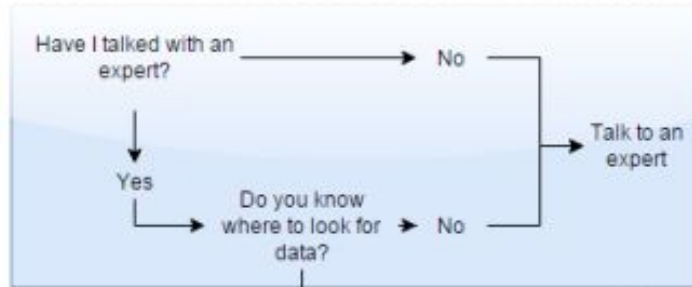 Have I talked with an
expert?
No
Talk to an
expert
Yes
Do you know
where to look for
data?
No